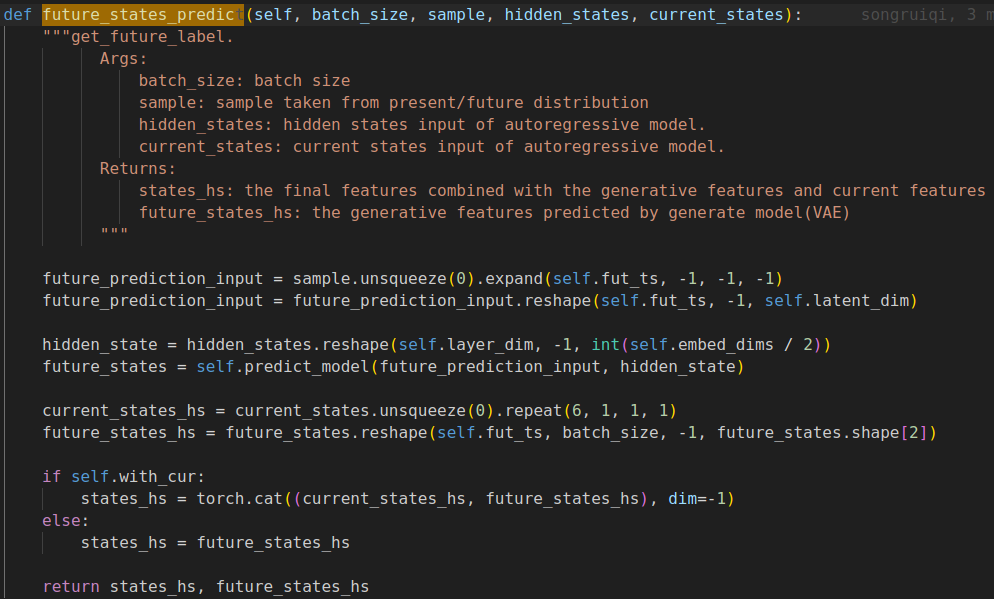 def future_states_predict(self, batch_size, sample, hidden_states, current_states): songruiqi, 3 m
"""get_future_label.
Args:
batch_size: batch size
sample: sample taken from present/future distribution
hidden_states: hidden states input of autoregressive model.
current_states: current states input of autoregressive model.
Returns:
states_hs: the final features combined with the generative features and current features
future_states_hs: the generative features predicted by generate model(VAE)
"""
future_prediction_input = sample.unsqueeze(0).expand(self.fut_ts, -1, -1, -1)
future_prediction_input = future_prediction_input.reshape(self.fut_ts, -1, self.latent_dim)
hidden_state = hidden_states.reshape(self.layer_dim, -1, int(self.embed_dims / 2))
future_states = self.predict_model(future_prediction_input, hidden_state)
current_states_hs = current_states.unsqueeze(0).repeat(6, 1, 1, 1)
future_states_hs = future_states.reshape(self.fut_ts, batch_size, -1, future_states.shape[2])
if self.with_cur:
states_hs = torch.cat((current_states_hs, future_states_hs), dim=-1)
else:
states_hs = future_states_hs
return states_hs, future_states_hs